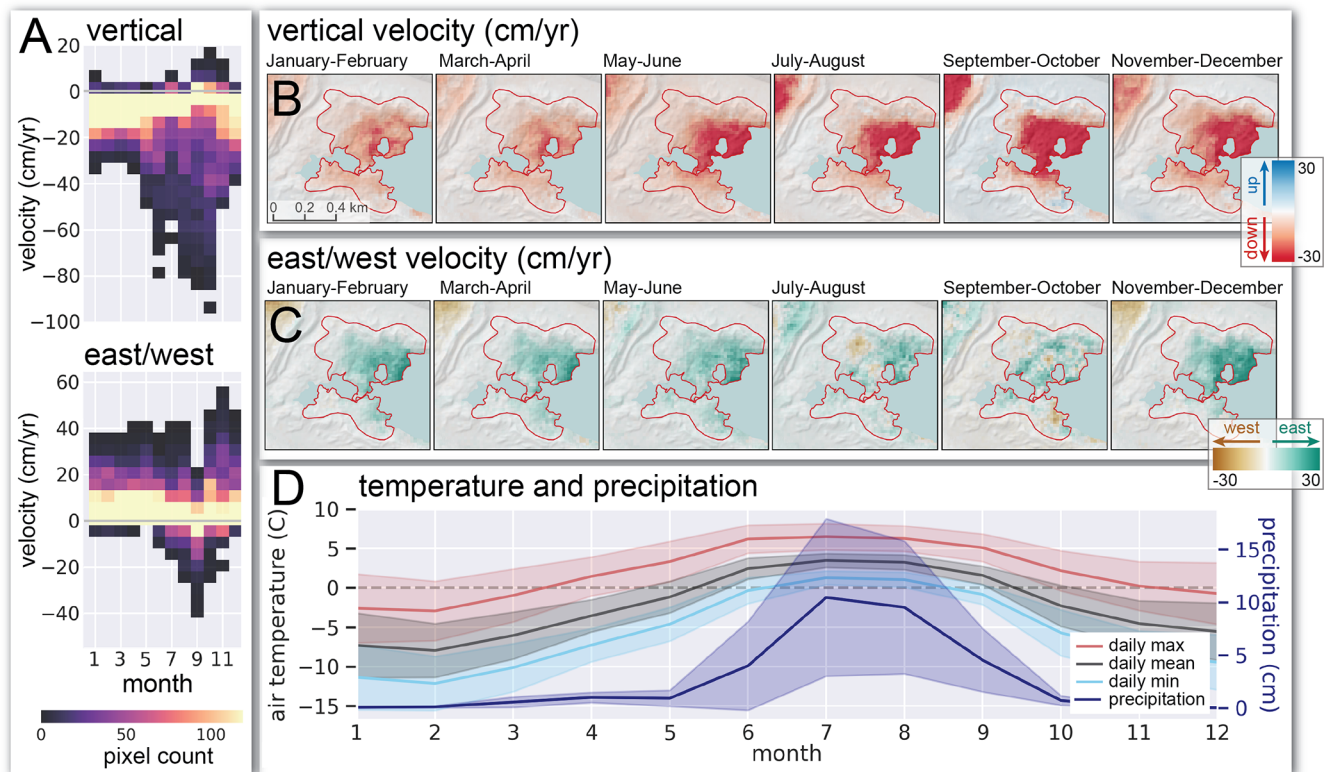 A vertical
20
0
−20
−40
−60
−80
−100
velocity (cm/yr)
east/west
60
40
20
0
−20
−40
velocity (cm/yr)
1 3 5 7 9 11
month
0 50 100
pixel count
vertical velocity (cm/yr)
January-February March-April May-June July-August September-October November-December
B
0 0.2 0.4 km
30
up
down
-30
east/west velocity (cm/yr)
January-February March-April May-June July-August September-October November-December
C
west east
-30 30
D temperature and precipitation
10
5
0
−5
−10
−15
air temperature (C)
15
10
5
0
precipitation (cm)
daily max
daily mean
daily min
precipitation
1 2 3 4 5 6 7 8 9 10 11 12
month